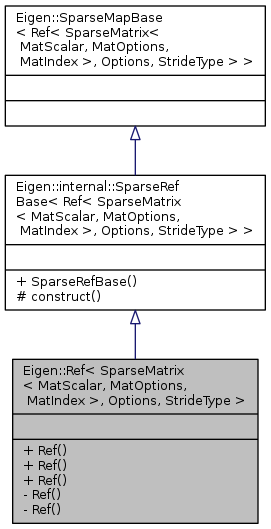 Eigen::SparseMapBase
< Ref< SparseMatrix<
MatScalar, MatOptions,
MatIndex >, Options, StrideType > >
Eigen::internal::SparseRef
Base< Ref< SparseMatrix
< MatScalar, MatOptions,
MatIndex >, Options, StrideType > >
+ SparseRefBase()
# construct()
Eigen::Ref< SparseMatrix
< MatScalar, MatOptions,
MatIndex >, Options, StrideType >
+ Ref()
+ Ref()
+ Ref()
- Ref()
- Ref()